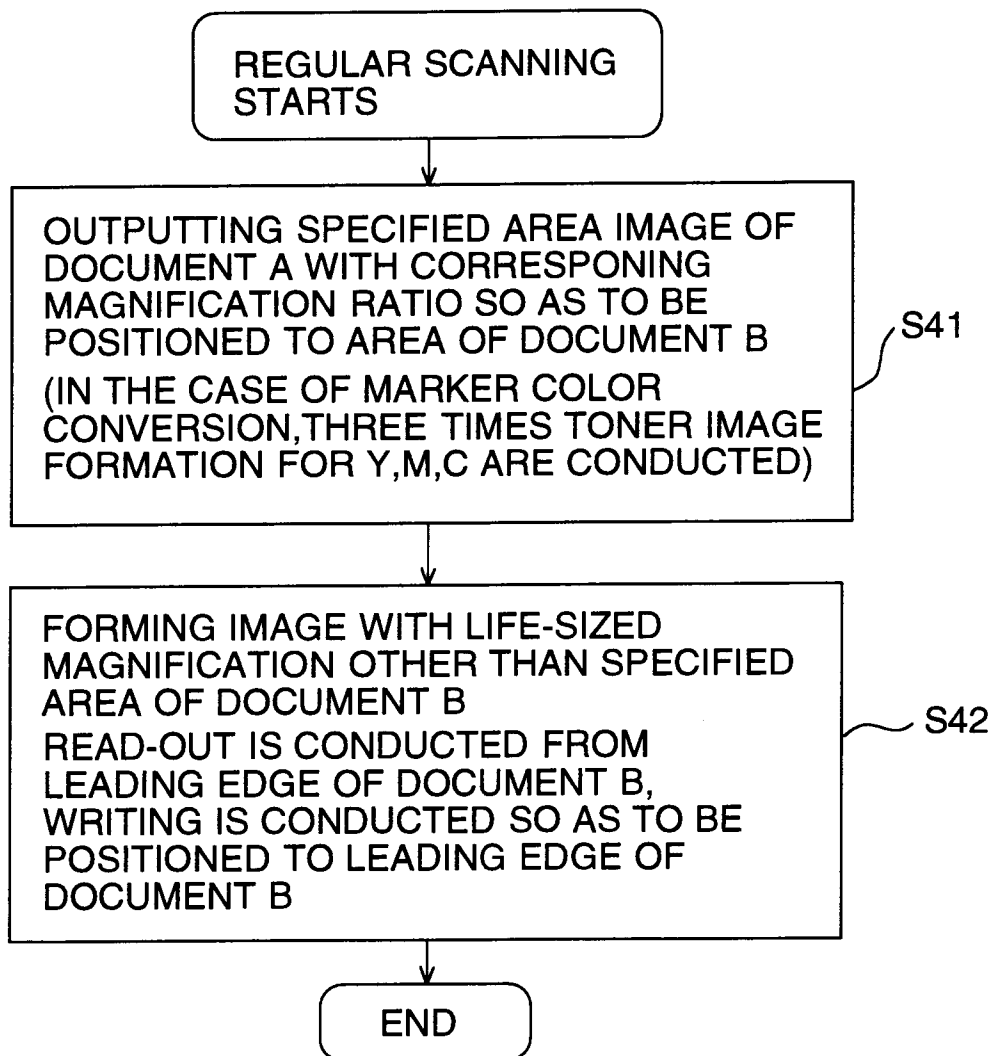 REGULAR SCANNING
STARTS
OUTPUTTING SPECIFIED AREA IMAGE OF
DOCUMENT A WITH CORRESPONING
MAGNIFICATION RATIO SO AS TO BE
POSITIONED TO AREA OF DOCUMENT B
(IN THE CASE OF MARKER COLOR
CONVERSION,THREE TIMES TONER IMAGE
FORMATION FOR Y,M,C ARE CONDUCTED)
S41
FORMING IMAGE WITH LIFE-SIZED
MAGNIFICATION OTHER THAN SPECIFIED
AREA OF DOCUMENT B
READ-OUT IS CONDUCTED FROM
LEADING EDGE OF DOCUMENT B,
WRITING IS CONDUCTED SO AS TO BE
POSITIONED TO LEADING EDGE OF
DOCUMENT B
S42
END